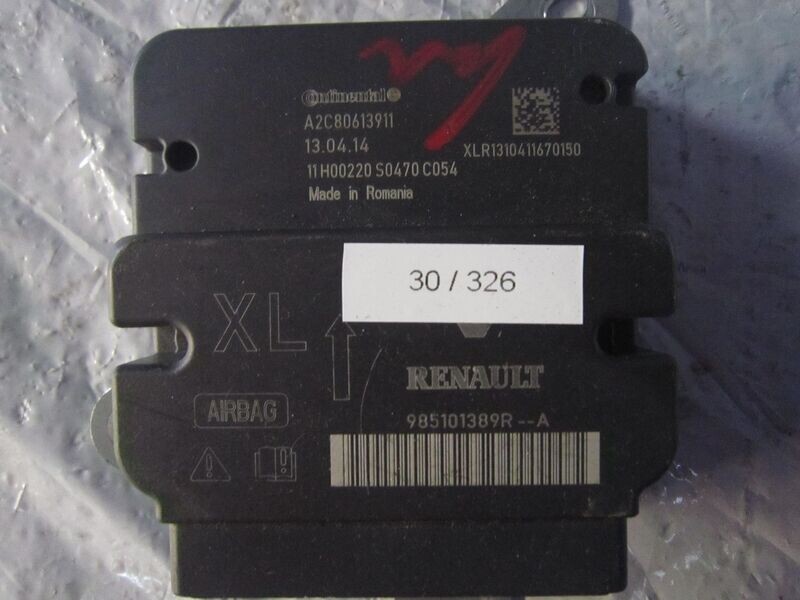 Continental
A2C80613911
13.04.14
XLR1310411670150
11H00220 S0470 C054
Made in Romania
30 / 326
XL
RENAULT
AIRBAG
985101389R--A